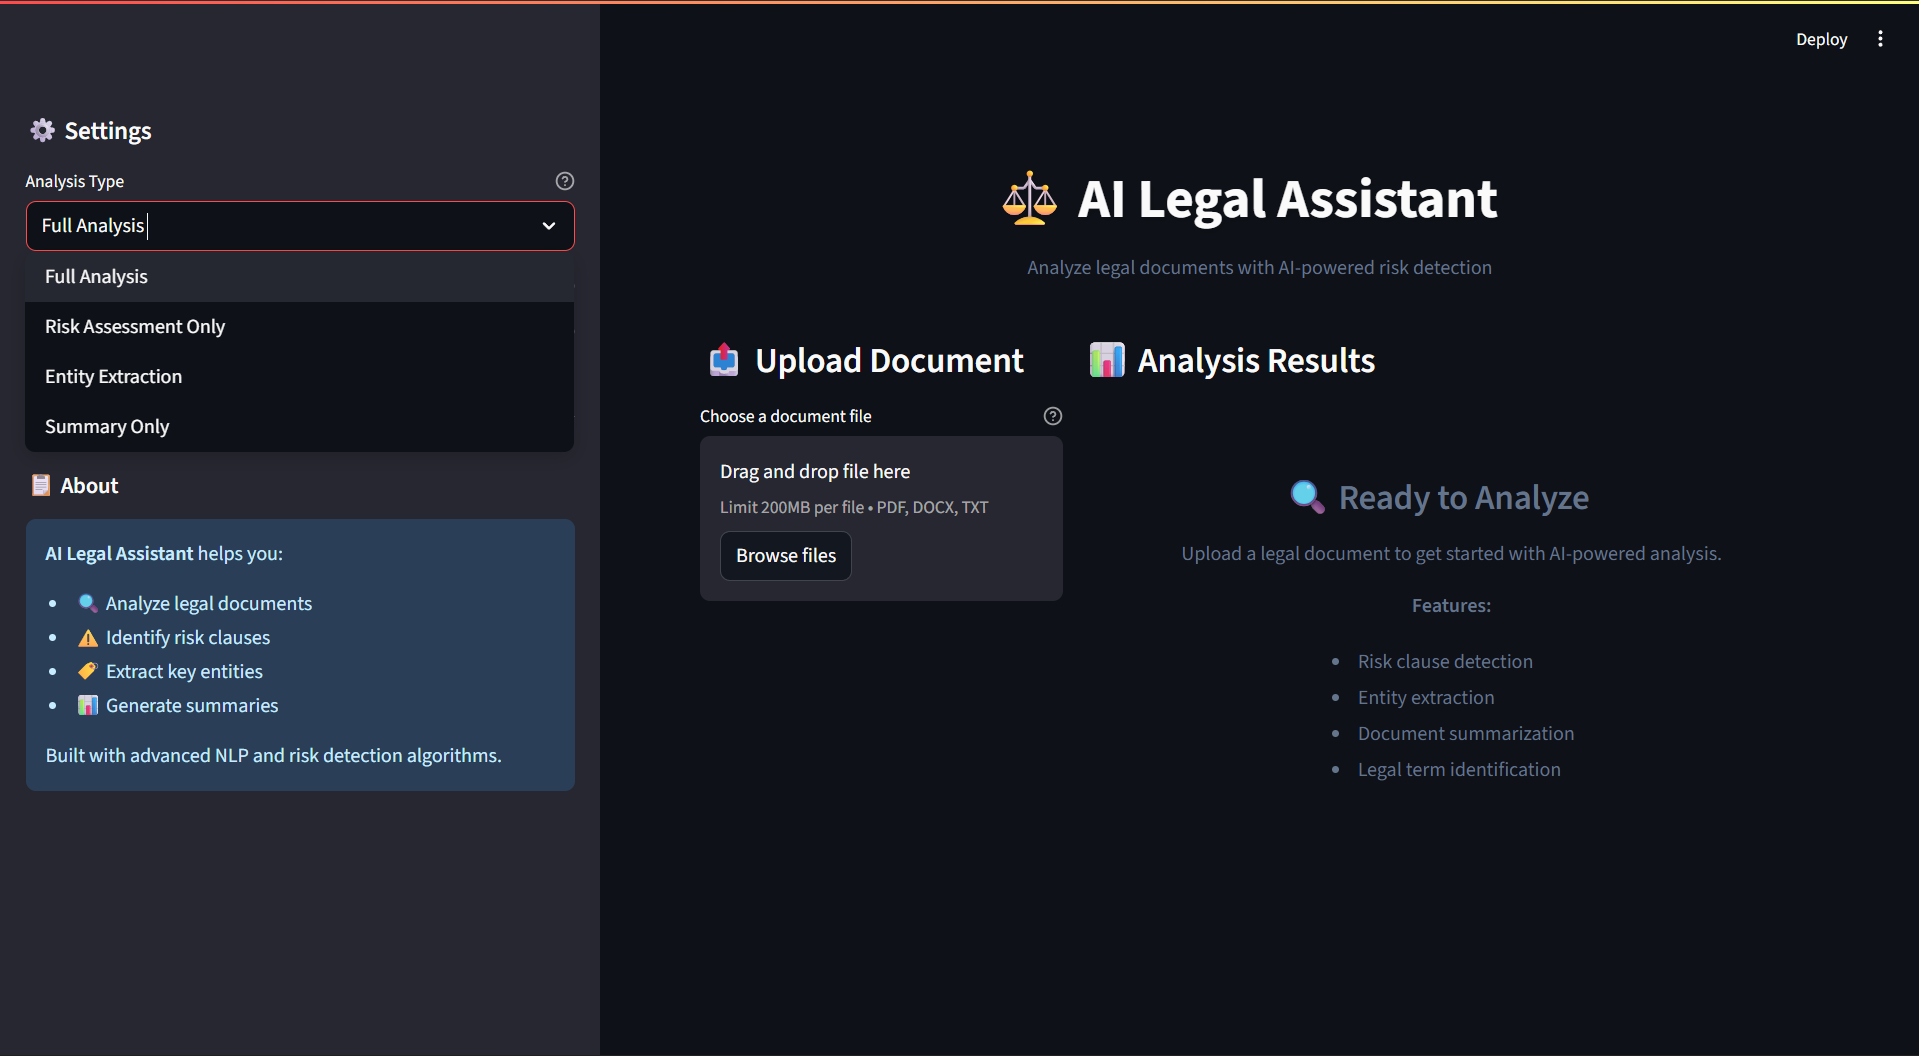 Deploy
Settings
Analysis Type
Full Analysis
Full Analysis
Risk Assessment Only
Entity Extraction
Summary Only
About
AI Legal Assistant helps you:
Analyze legal documents
Identify risk clauses
Extract key entities
Generate summaries
Built with advanced NLP and risk detection algorithms.
AI Legal Assistant
Analyze legal documents with AI-powered risk detection
Upload Document
Choose a document file
Drag and drop file here
Limit 200MB per file • PDF, DOCX, TXT
Browse files
Analysis Results
Ready to Analyze
Upload a legal document to get started with AI-powered analysis.
Features:
Risk clause detection
Entity extraction
Document summarization
Legal term identification